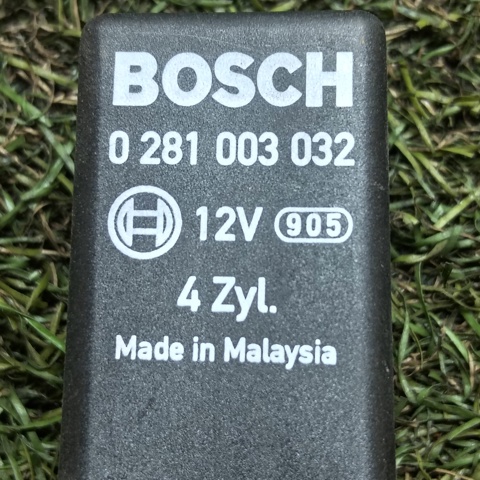 BOSCH
0 281 003 032
12V 905
4 Zyl.
Made in Malaysia